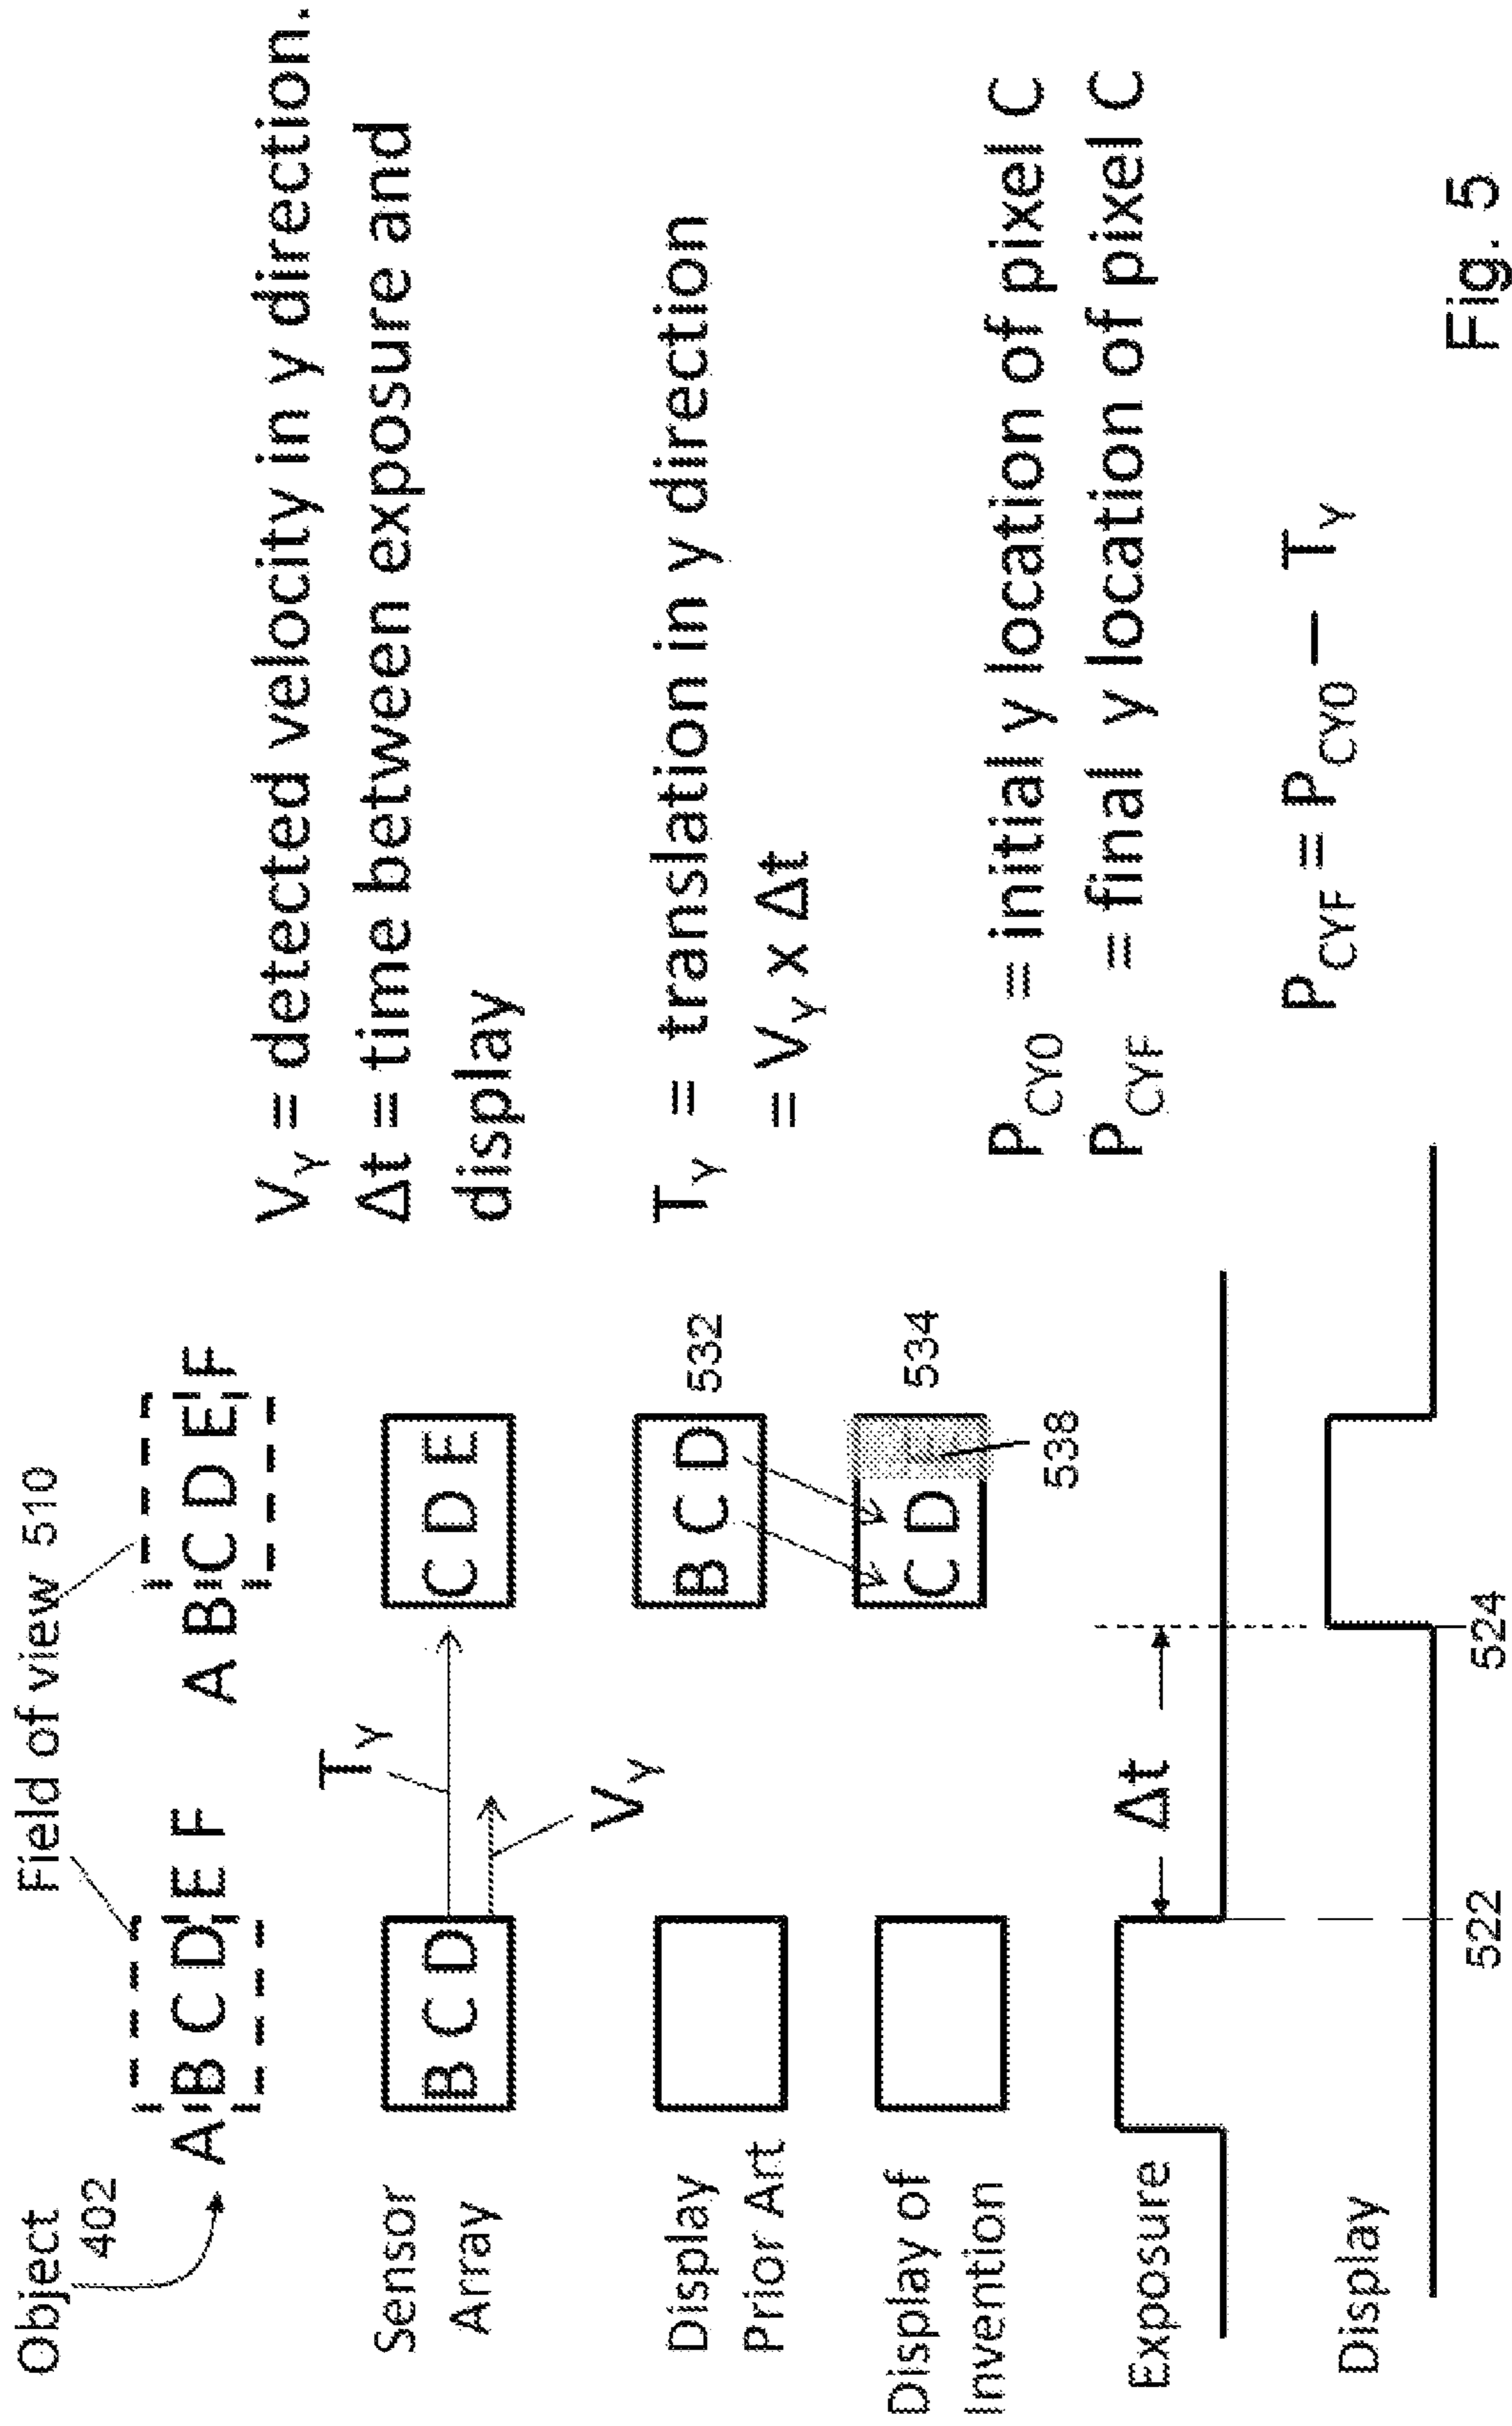 Object
402
Field of view 510
A B C D E F
A B C D E F
Sensor
Array
B C D
T_Y
V_Y
C D E
Display
Prior Art
B C D
532
Display of
Invention
C D
534
538
Exposure
Δt
Display
522
524
V_Y = detected velocity in y direction.
Δt = time between exposure and
display
T_Y = translation in y direction
= V_Y x Δt
P_CY0 = initial y location of pixel C
P_CYF = final y location of pixel C
P_CYF = P_CY0 — T_Y
Fig. 5